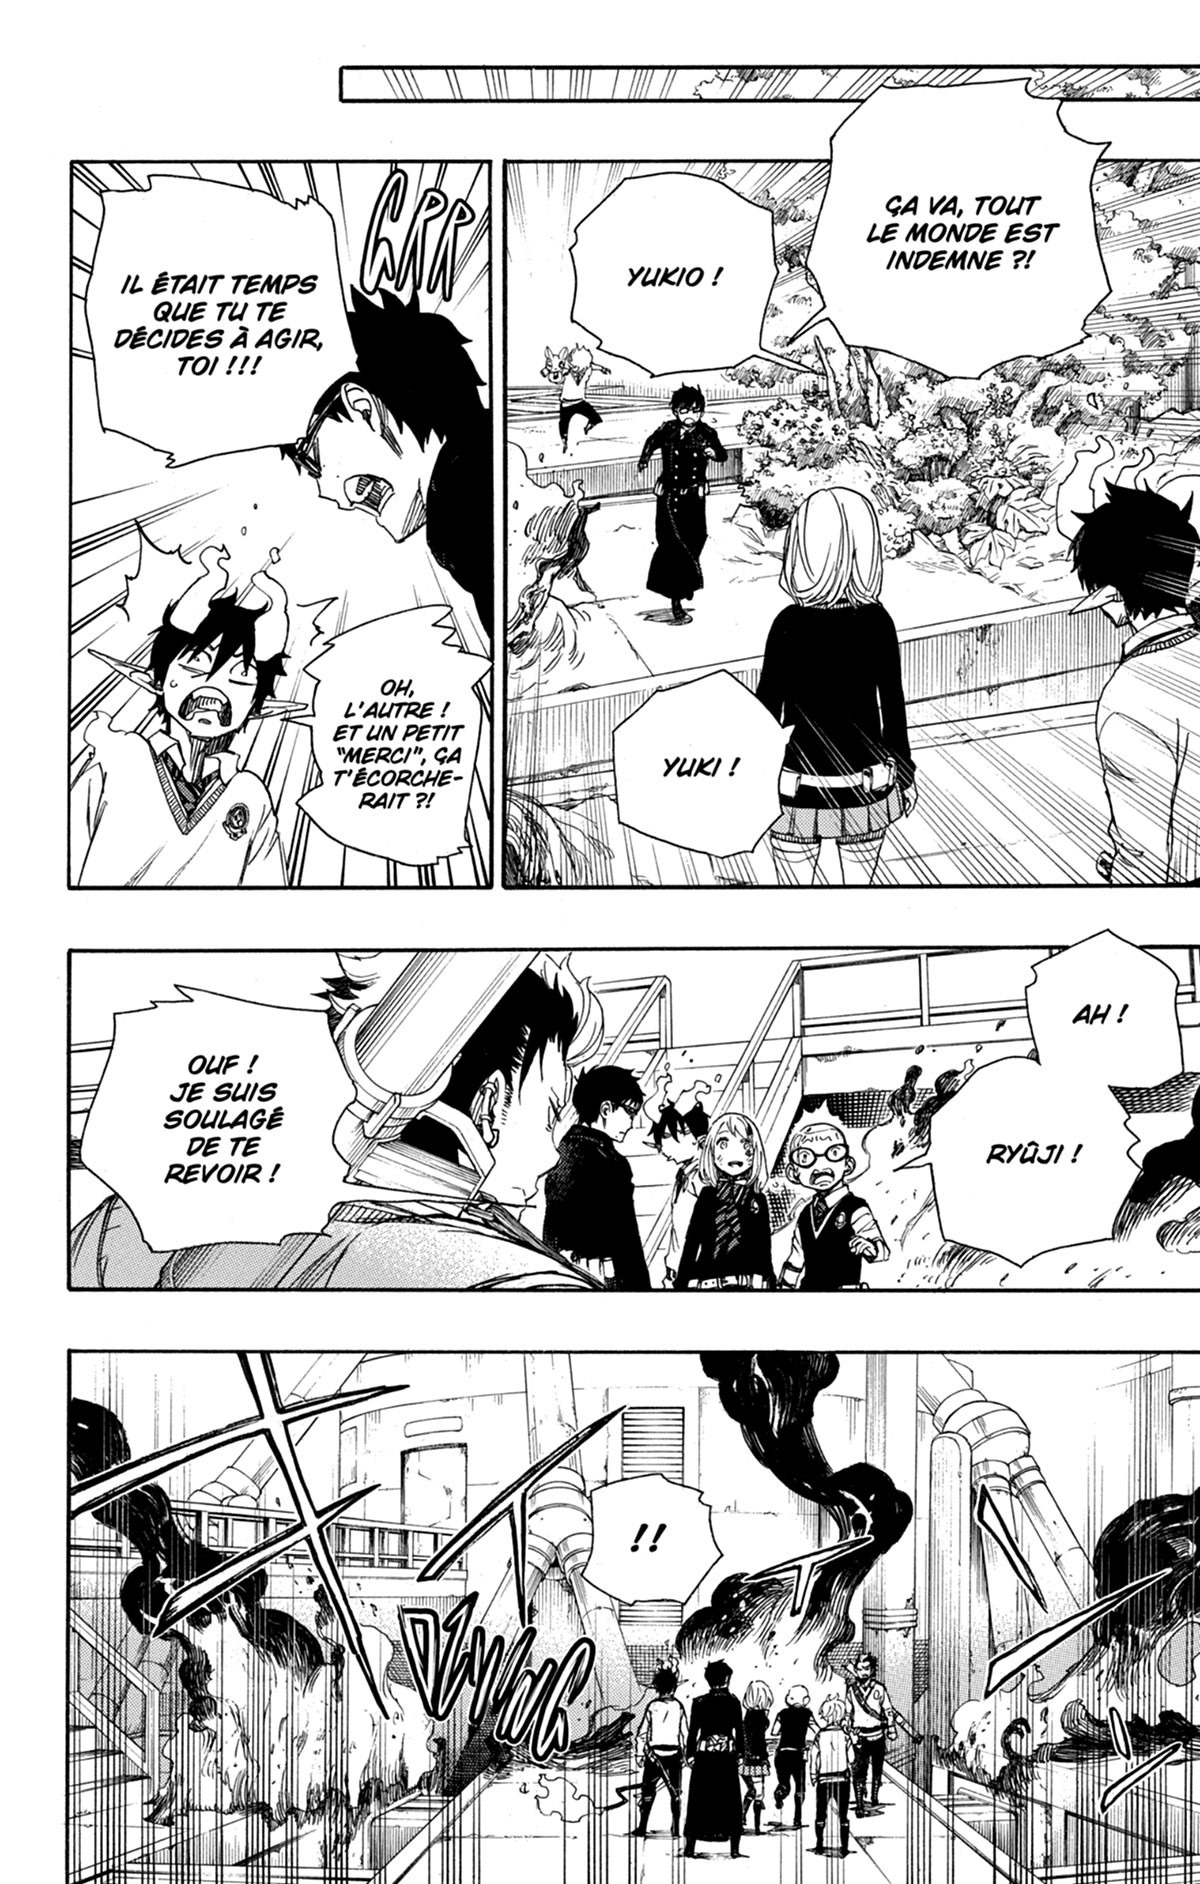 ÇA VA, TOUT
LE MONDE EST
INDEMNE ?!
YUKIO !
YUKI !
GRR
IL ÉTAIT TEMPS
QUE TU TE
DÉCIDES À AGIR,
TOI !!!
OH,
L'AUTRE !
ET UN PETIT
"MERCI", ÇA
T'ÉCORCHE-
RAIT ?!
AH !
RYÛJI !
OUF !
JE SUIS
SOULAGÉ
DE TE
REVOIR !
!!
DZYING